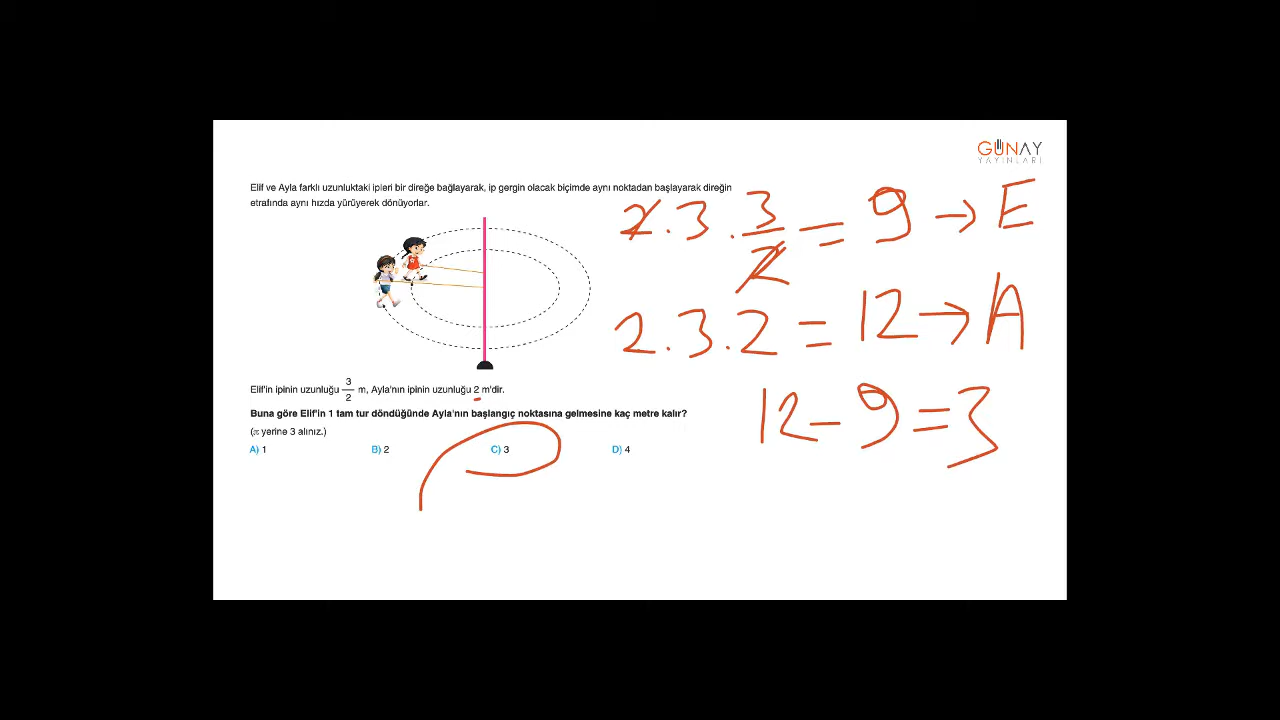 GÜNAY
YAYINLARI
Elif ve Ayla farklı uzunluktaki ipleri bir direğe bağlayarak, ip gergin olacak biçimde aynı noktadan başlayarak direğin
etrafında aynı hızda yürüyerek dönüyorlar.
2.3.3/2 = 9 → E
2.3.2 = 12 → A
Elif'in ipinin uzunluğu 3/2 m, Ayla'nın ipinin uzunluğu 2 m'dir.
12 - 9 = 3
Buna göre Elif'in 1 tam tur döndüğünde Ayla'nın başlangıç noktasına gelmesine kaç metre kalır?
(π yerine 3 alınız.)
A) 1 B) 2 C) 3 D) 4